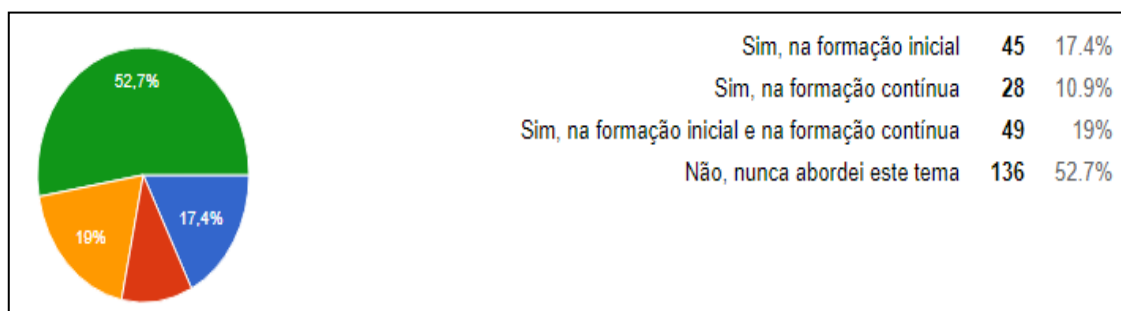 52,7%
19%
17,4%
Sim, na formação inicial 45 17.4%
Sim, na formação contínua 28 10.9%
Sim, na formação inicial e na formação contínua 49 19%
Não, nunca abordei este tema 136 52.7%